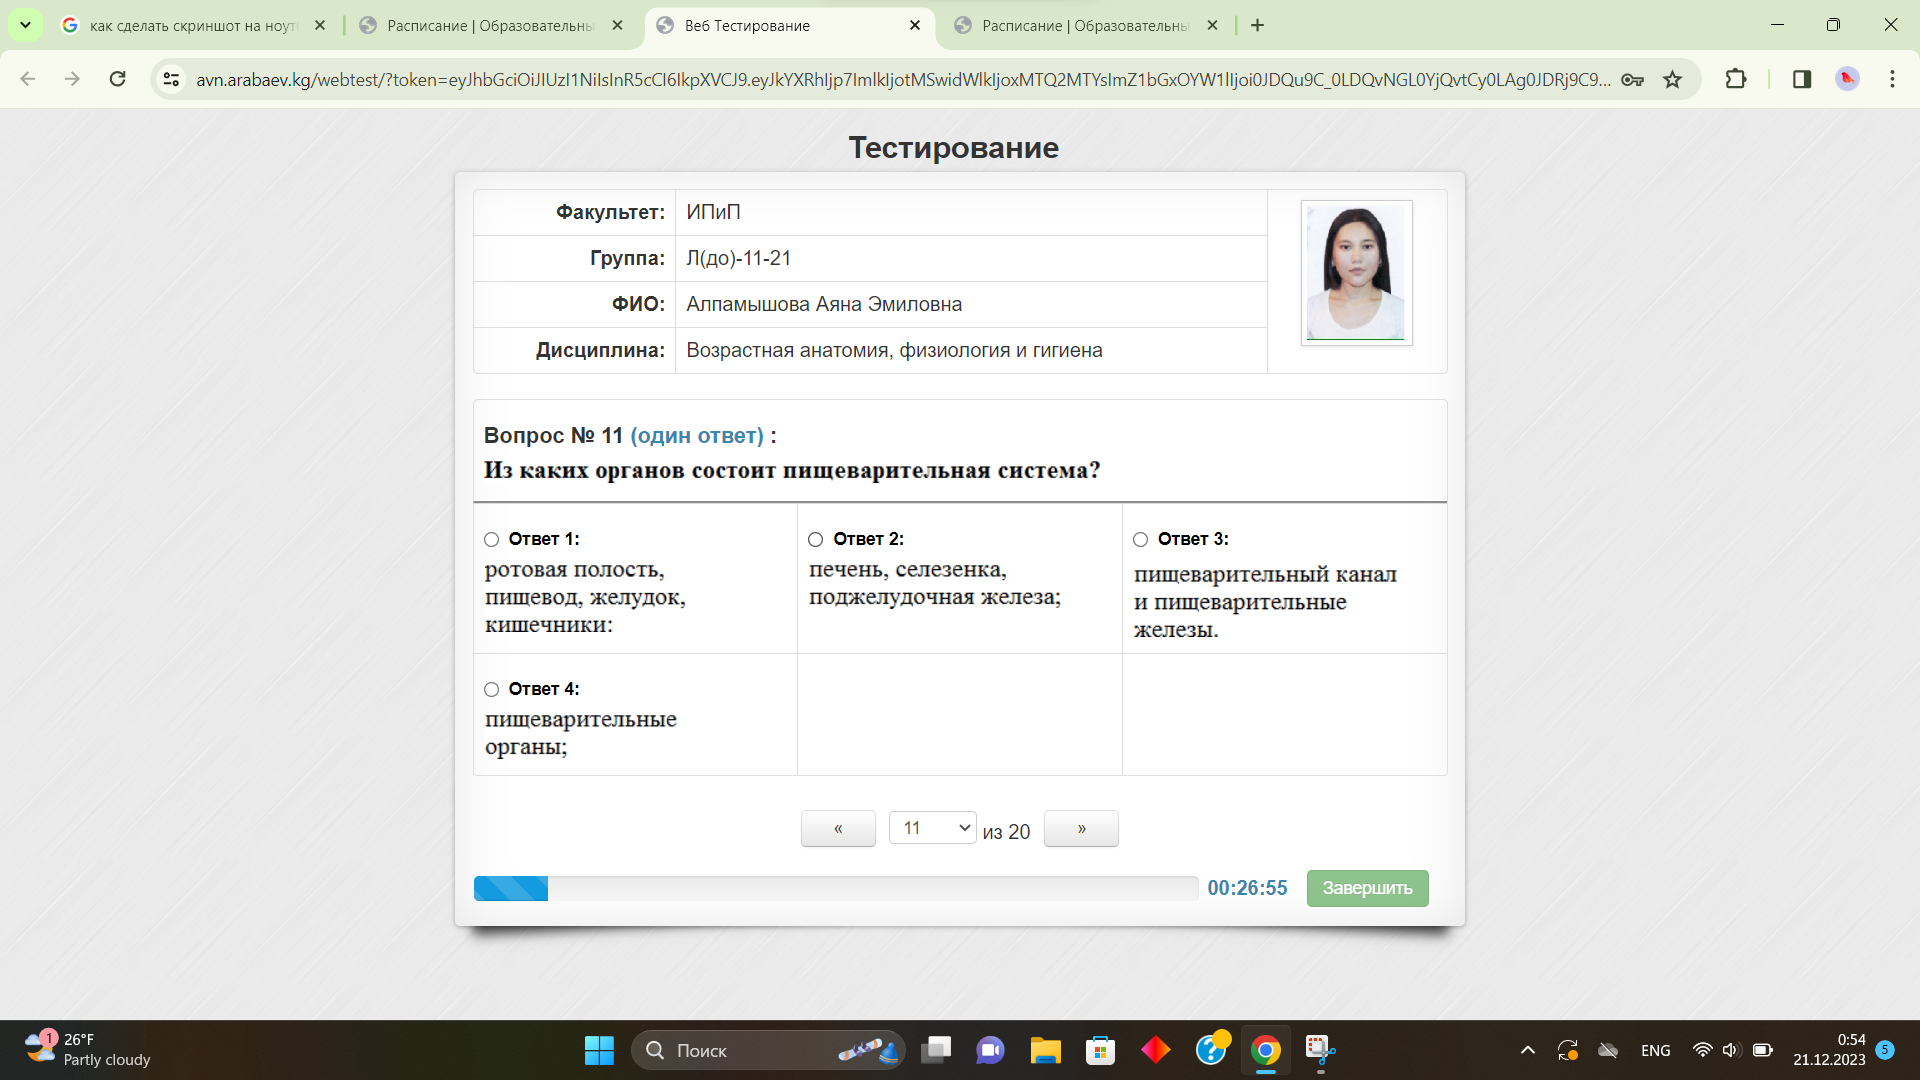 как сделать скриншот на ноут
Расписание | Образовательны
Веб Тестирование
Расписание | Образовательны
avn.arabaev.kg/webtest/?token=eyJhbGciOiJIUzI1NiIsInR5cCI6IkpXVCJ9.eyJkYXRhIjp7ImlkIjotMSwidWlkIjoxMTQ2MTYsImZ1bGxOYW1lIjoi0JDQu9C_0LDQvNGL0YjQvtCy0LAg0JDRj9C9...
Тестирование
Факультет: ИПиП
Группа: Л(до)-11-21
ФИО: Алпамышова Аяна Эмиловна
Дисциплина: Возрастная анатомия, физиология и гигиена
Вопрос № 11 (один ответ) :
Из каких органов состоит пищеварительная система?
Ответ 1:
ротовая полость,
пищевод, желудок,
кишечники:
Ответ 2:
печень, селезенка,
поджелудочная железа;
Ответ 3:
пищеварительный канал
и пищеварительные
железы.
Ответ 4:
пищеварительные
органы;
« 11 из 20 »
00:26:55 Завершить
1
26°F
Partly cloudy
Поиск
ENG
0:54
21.12.2023
5